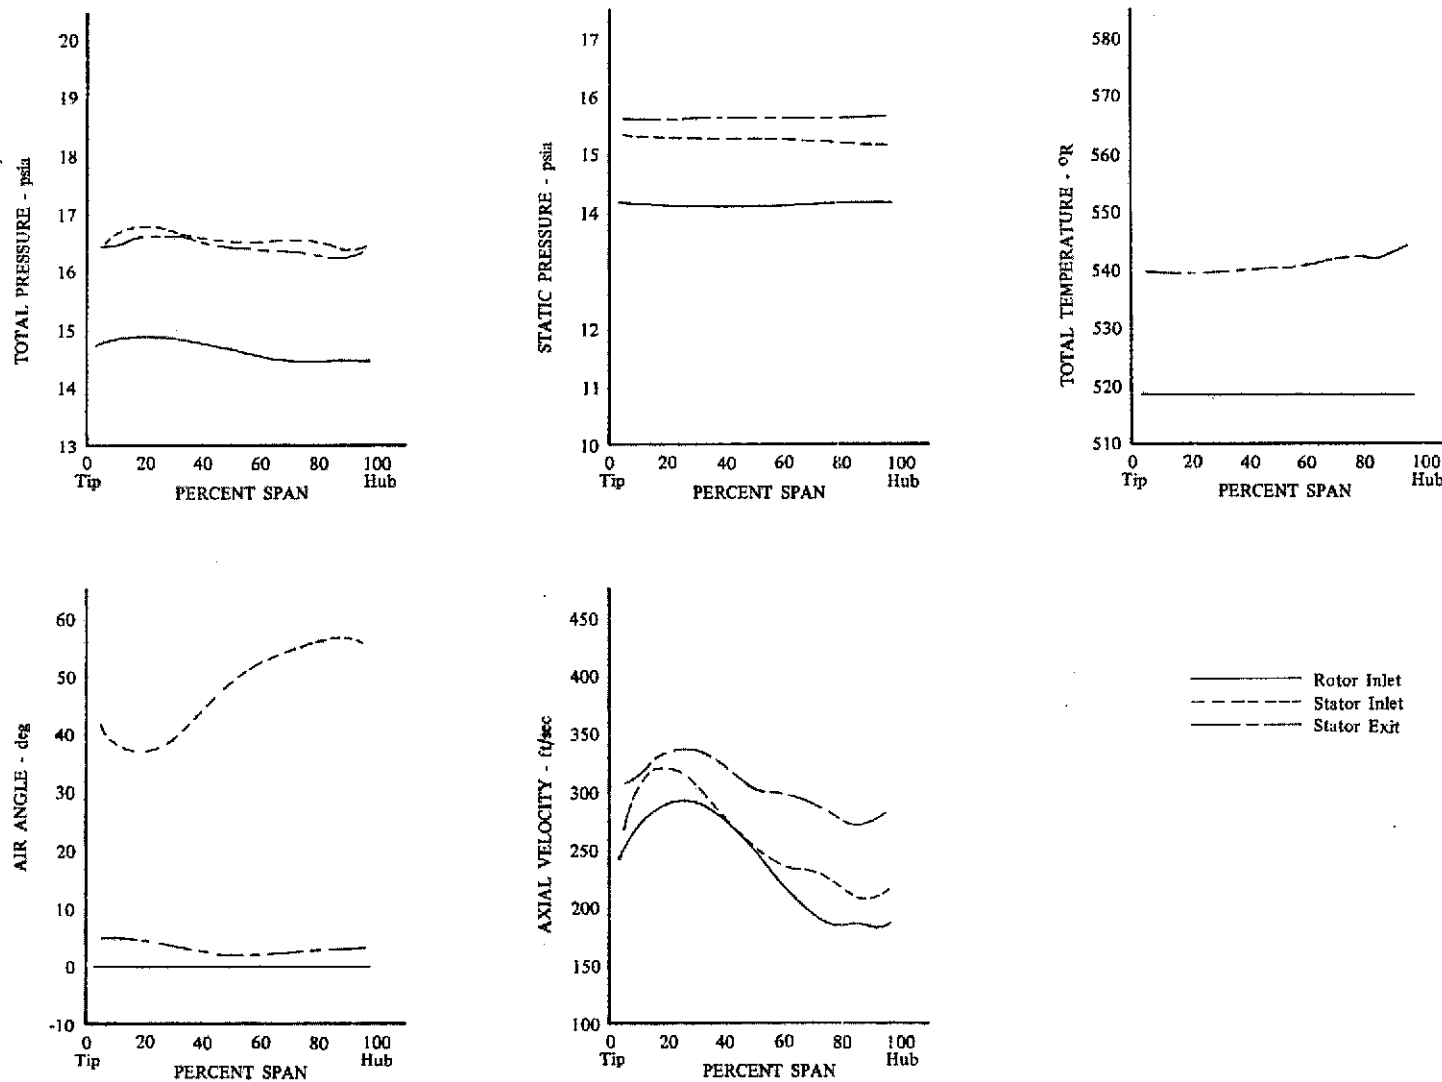 TOTAL PRESSURE - psia
20
19
18
17
16
15
14
13
0 20 40 60 80 100
Tip Hub
PERCENT SPAN
STATIC PRESSURE - psia
17
16
15
14
12
11
10
0 20 40 60 80 100
Tip Hub
PERCENT SPAN
TOTAL TEMPERATURE - °R
580
570
560
550
540
530
520
510
0 20 40 60 80 100
Tip Hub
PERCENT SPAN
AIR ANGLE - deg
60
50
40
30
20
10
0
-10
0 20 40 60 80 100
Tip Hub
PERCENT SPAN
AXIAL VELOCITY - ft/sec
450
400
350
300
250
200
150
100
0 20 40 60 80 100
Tip Hub
PERCENT SPAN
Rotor Inlet
Stator Inlet
Stator Exit